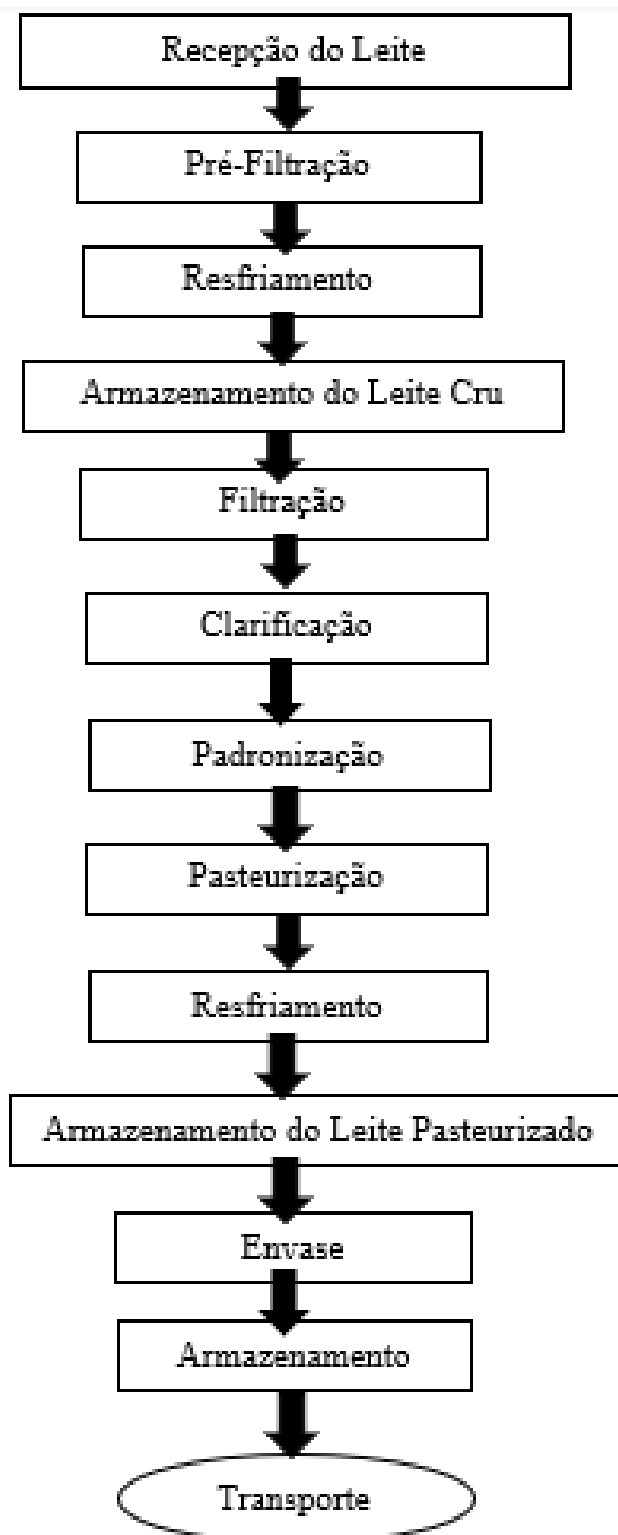 Recepção do Leite
Pré-Filtração
Resfriamento
Armazenamento do Leite Cru
Filtração
Clarificação
Padronização
Pasteurização
Resfriamento
Armazenamento do Leite Pasteurizado
Envase
Armazenamento
Transporte